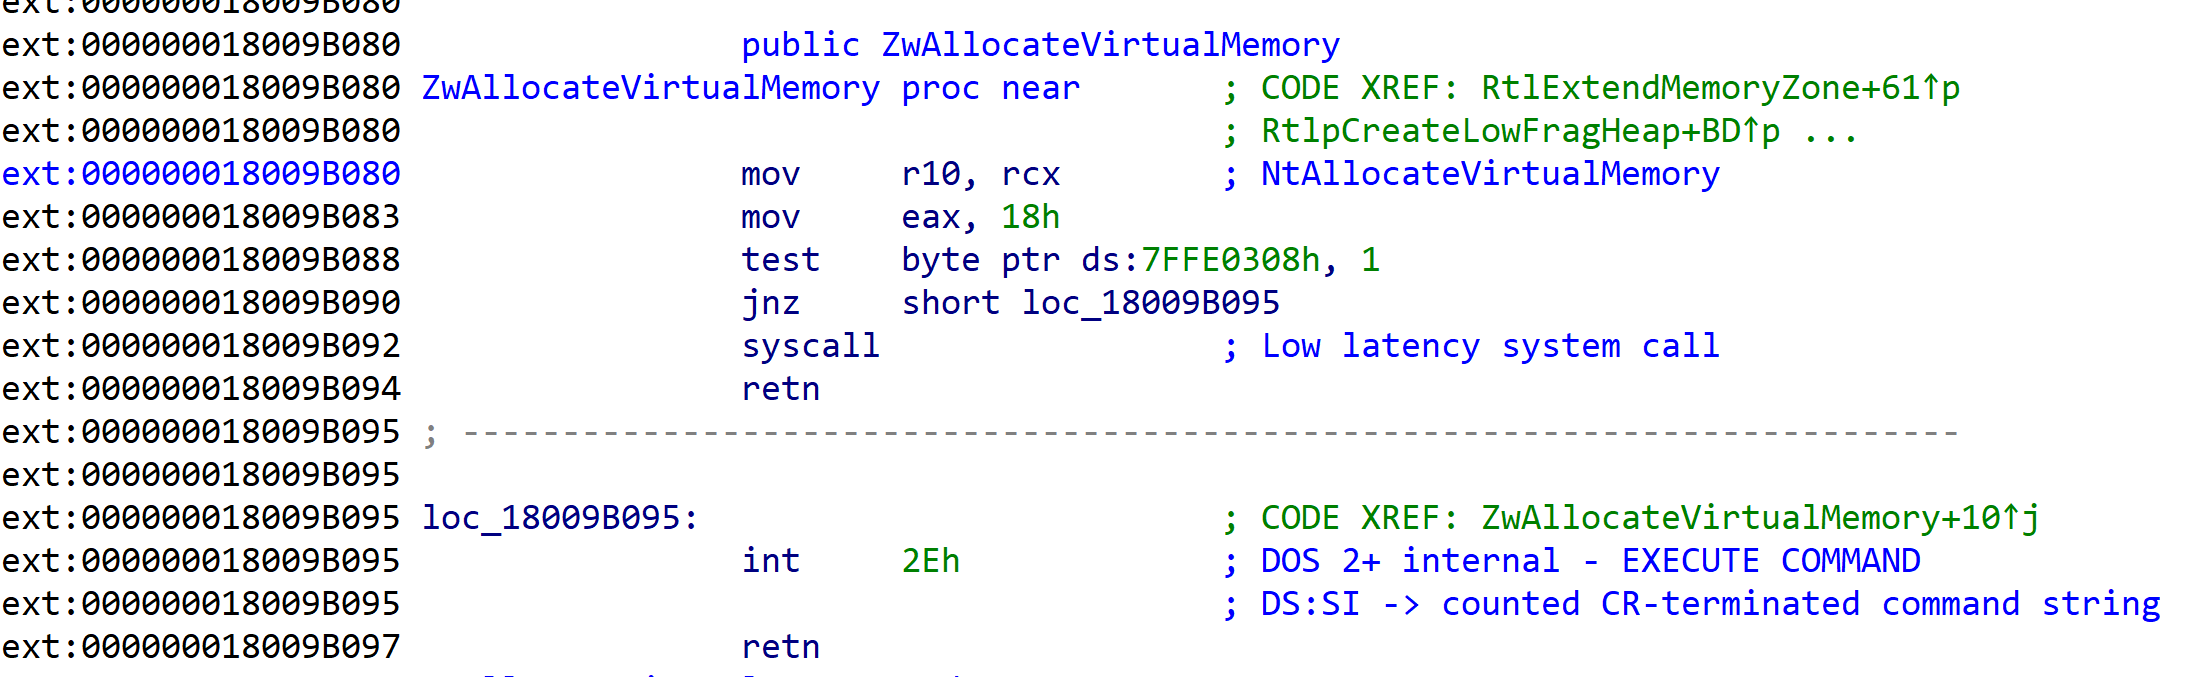 ext:000000018009B080
ext:000000018009B080 public ZwAllocateVirtualMemory
ext:000000018009B080 ZwAllocateVirtualMemory proc near ; CODE XREF: RtlExtendMemoryZone+61↑p
ext:000000018009B080 ; RtlpCreateLowFragHeap+BD↑p ...
ext:000000018009B080 mov r10, rcx ; NtAllocateVirtualMemory
ext:000000018009B083 mov eax, 18h
ext:000000018009B088 test byte ptr ds:7FFE0308h, 1
ext:000000018009B090 jnz short loc_18009B095
ext:000000018009B092 syscall ; Low latency system call
ext:000000018009B094 retn
ext:000000018009B095 ; ---------------------------------------------------------------------------
ext:000000018009B095
ext:000000018009B095 loc_18009B095: ; CODE XREF: ZwAllocateVirtualMemory+10↑j
ext:000000018009B095 int 2Eh ; DOS 2+ internal - EXECUTE COMMAND
ext:000000018009B095 ; DS:SI -> counted CR-terminated command string
ext:000000018009B097 retn